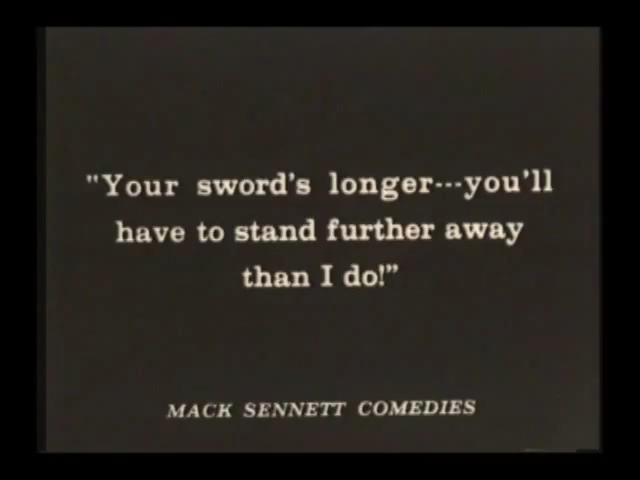 "Your sword's longer---you'll
have to stand further away
than I do!"
MACK SENNETT COMEDIES